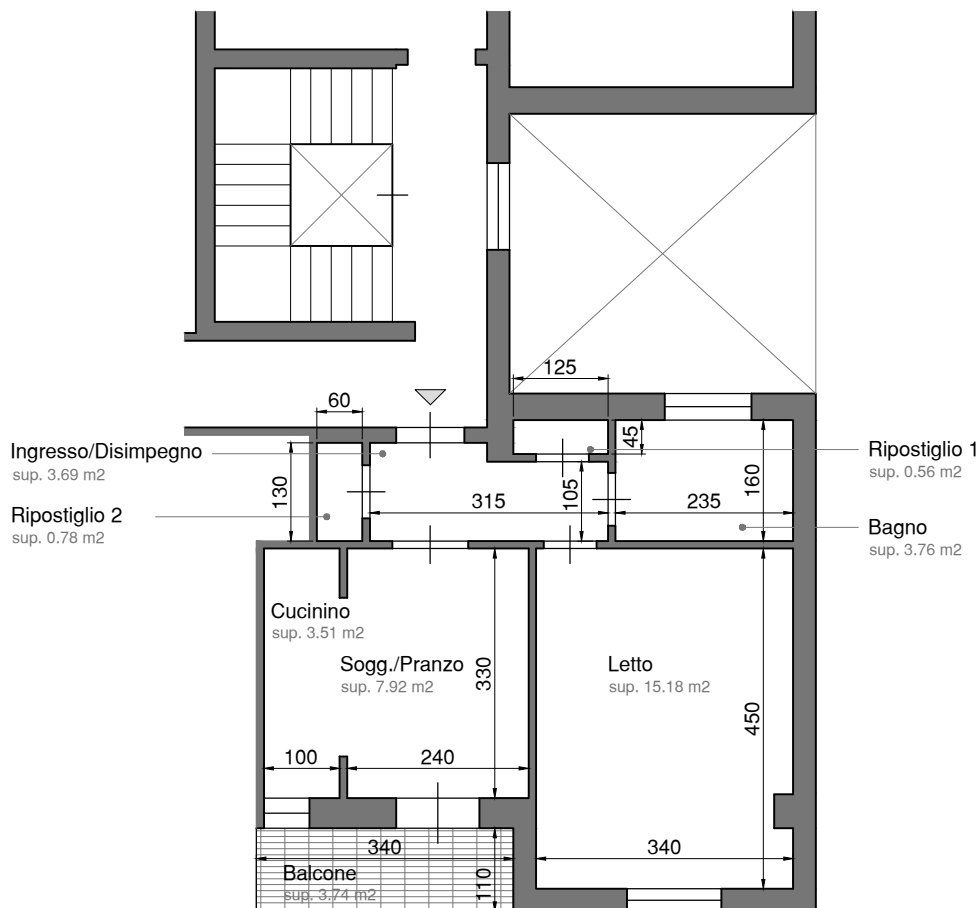 125
60
Ingresso/Disimpegno
sup. 3.69 m2
45
Ripostiglio 1
sup. 0.56 m2
130
315
105
235
160
Ripostiglio 2
sup. 0.78 m2
Bagno
sup. 3.76 m2
Cucinino
sup. 3.51 m2
Sogg./Pranzo
sup. 7.92 m2
330
Letto
sup. 15.18 m2
450
100
240
340
340
Balcone
sup. 3.74 m2
110